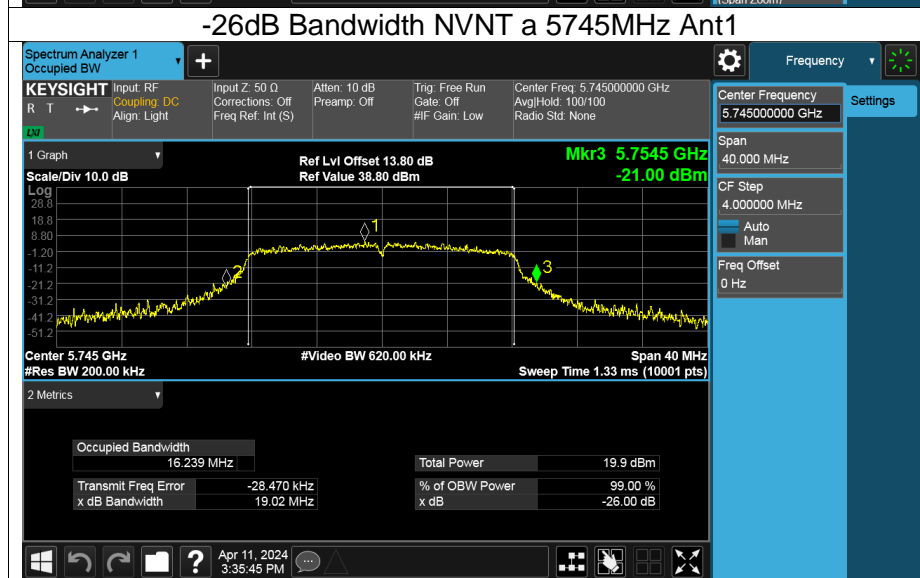 (Span Zoom)
-26dB Bandwidth NVNT a 5745MHz Ant1
Spectrum Analyzer 1
Occupied BW
+
Frequency
KEYSIGHT
R T
LXI
Input: RF
Coupling: DC
Align: Light
Input Z: 50 Ω
Corrections: Off
Freq Ref: Int (S)
Atten: 10 dB
Preamp: Off
Trig: Free Run
Gate: Off
#IF Gain: Low
Center Freq: 5.745000000 GHz
Avg|Hold: 100/100
Radio Std: None
Center Frequency
5.745000000 GHz
Settings
Span
40.000 MHz
CF Step
4.000000 MHz
Auto
Man
Freq Offset
0 Hz
1 Graph
Scale/Div 10.0 dB
Ref Lvl Offset 13.80 dB
Ref Value 38.80 dBm
Mkr3 5.7545 GHz
-21.00 dBm
Log
28.8
18.8
8.80
-1.20
-11.2
-21.2
-31.2
-41.2
-51.2
1
2
3
Center 5.745 GHz
#Res BW 200.00 kHz
#Video BW 620.00 kHz
Span 40 MHz
Sweep Time 1.33 ms (10001 pts)
2 Metrics
Occupied Bandwidth
16.239 MHz
Total Power 19.9 dBm
Transmit Freq Error -28.470 kHz
% of OBW Power 99.00 %
x dB Bandwidth 19.02 MHz
x dB -26.00 dB
?
Apr 11, 2024
3:35:45 PM